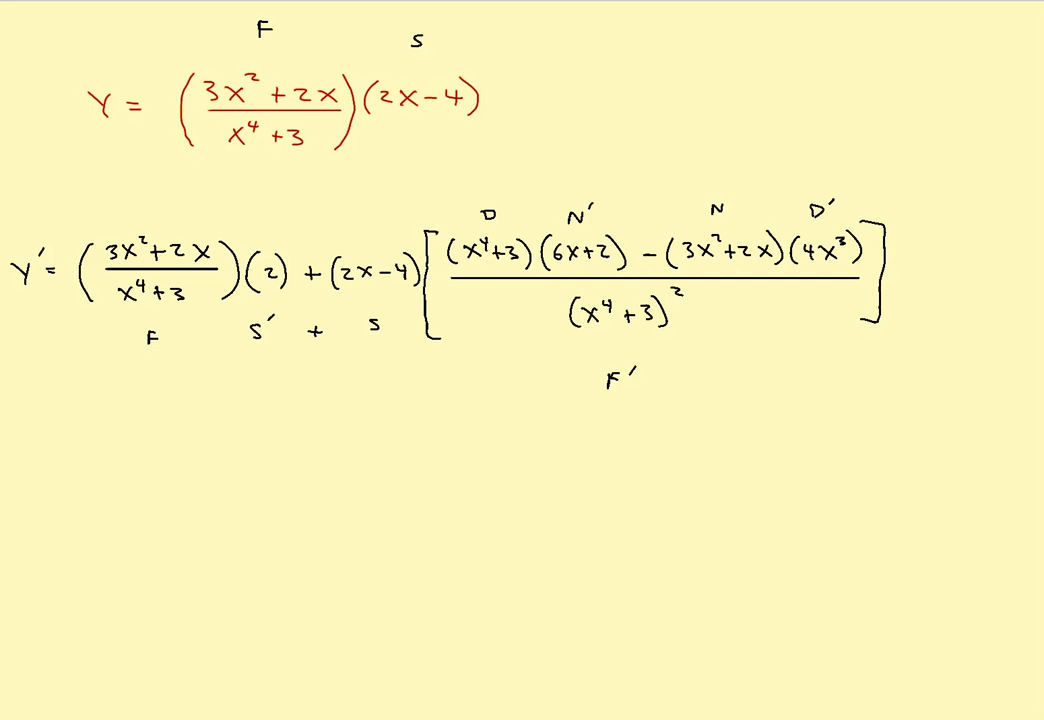 F S
Y = ((3x² + 2x)/(x⁴ + 3))(2x - 4)
D N′ N D′
Y′ = ((3x² + 2x)/(x⁴ + 3))(2) + (2x - 4)[((x⁴ + 3)(6x + 2) - (3x² + 2x)(4x³))/(x⁴ + 3)²]
F S′ + S
F′